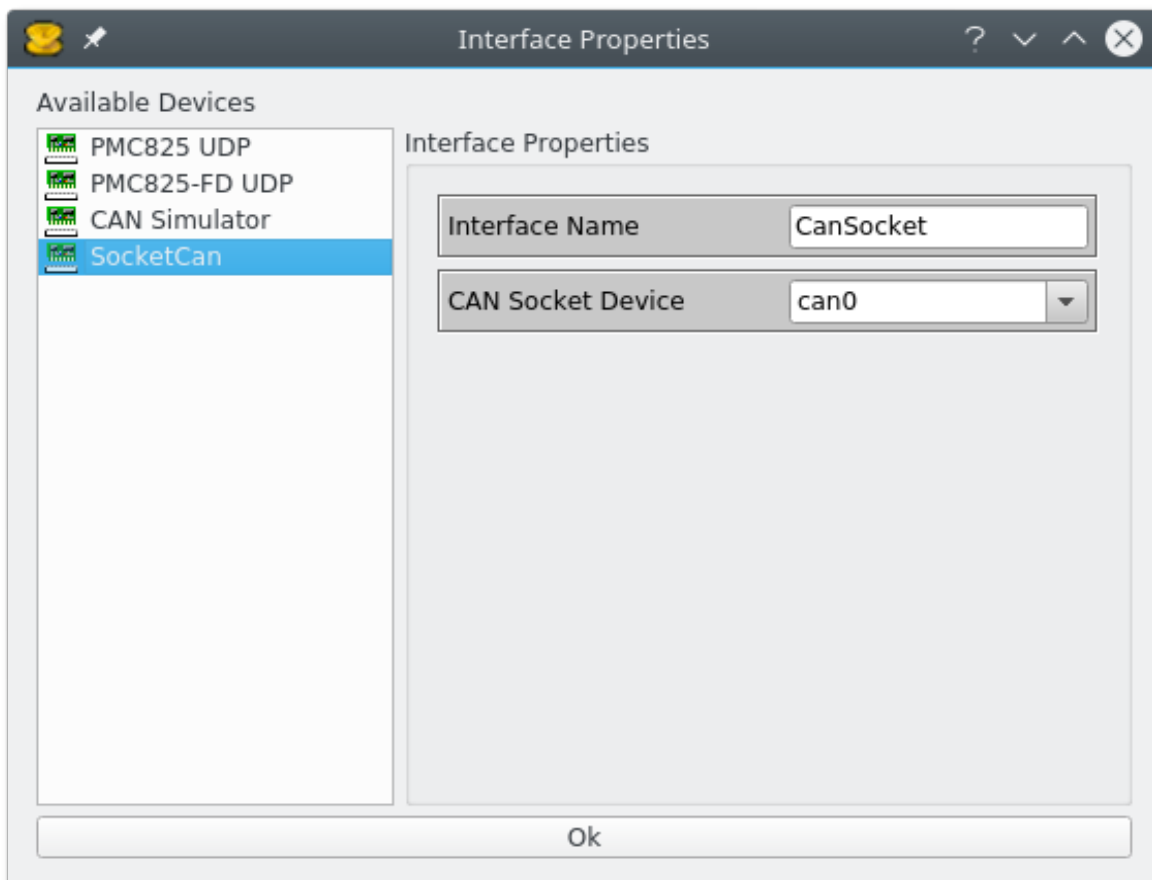 Interface Properties
Available Devices
PMC825 UDP
PMC825-FD UDP
CAN Simulator
SocketCan
Interface Properties
Interface Name CanSocket
CAN Socket Device can0
Ok